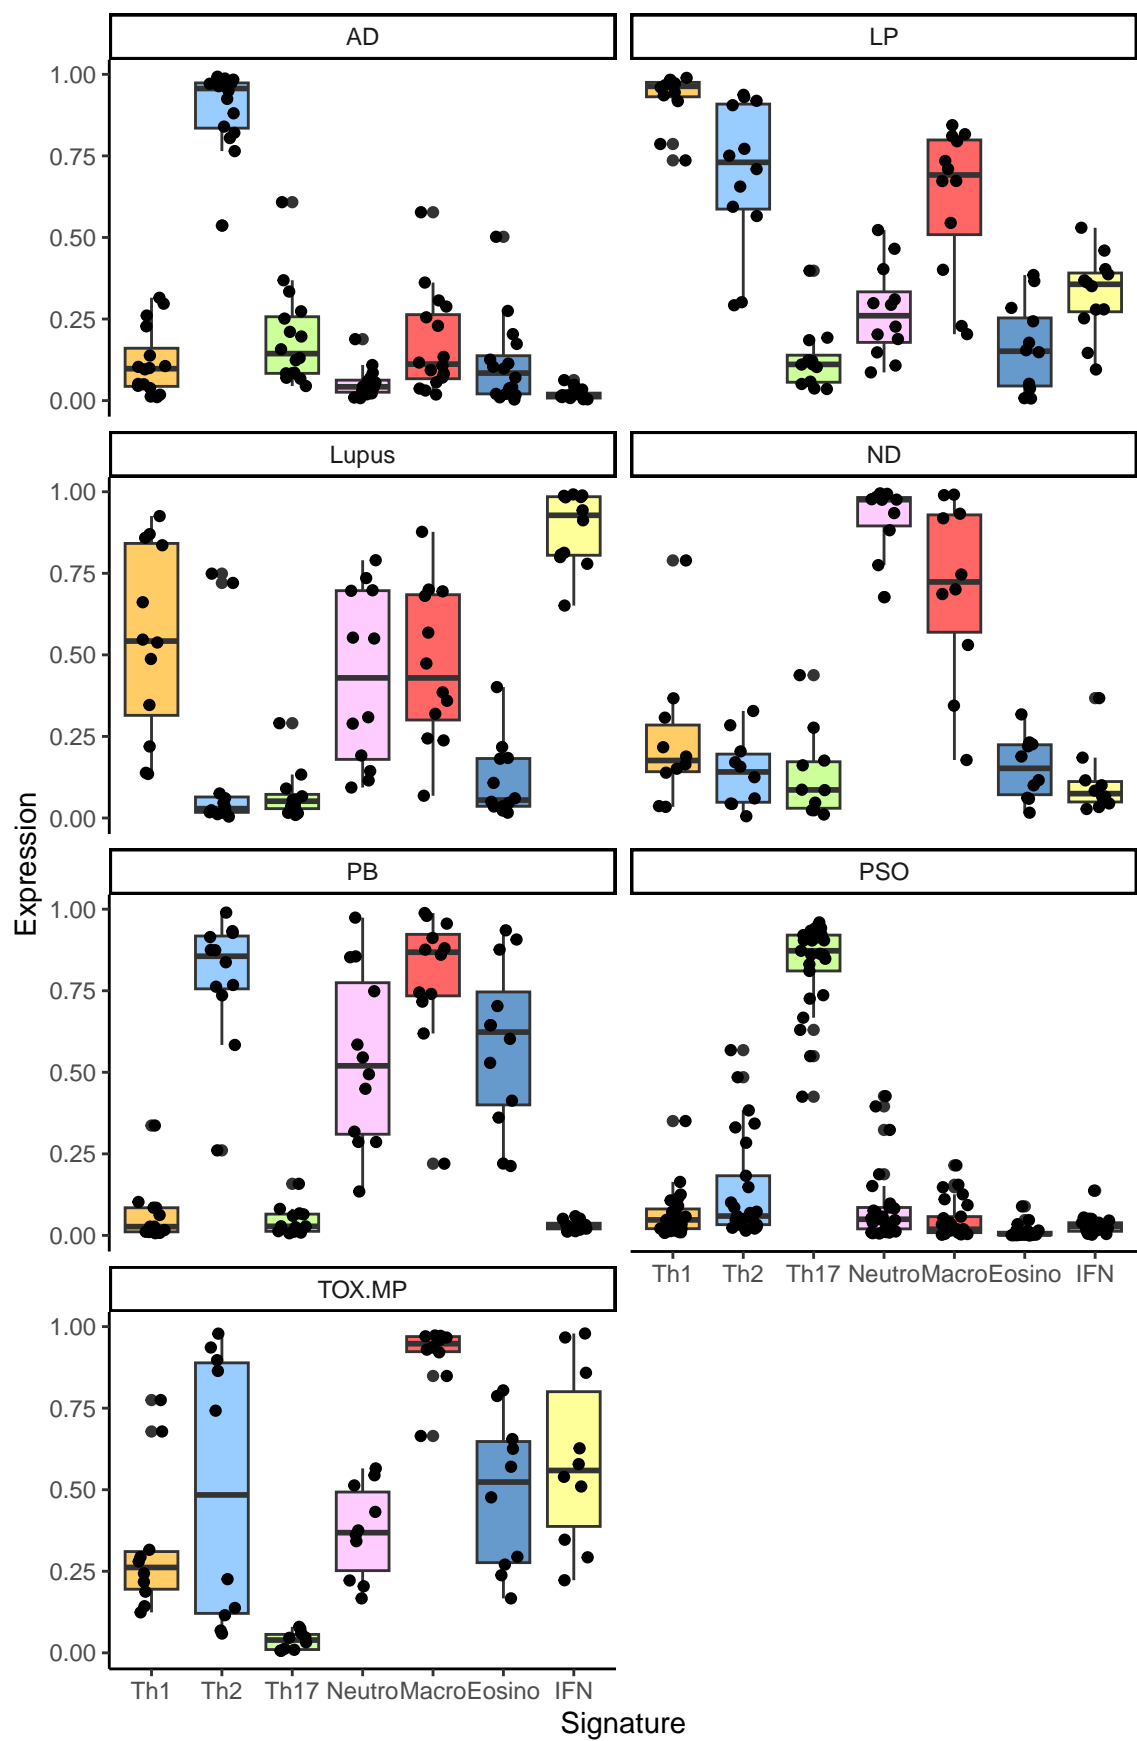 AD
LP
1.00
0.75
0.50
0.25
0.00
Lupus
ND
1.00
0.75
0.50
0.25
0.00
PB
PSO
1.00
0.75
0.50
0.25
0.00
Th1 Th2 Th17 Neutro Macro Eosino IFN
TOX.MP
1.00
0.75
0.50
0.25
0.00
Th1 Th2 Th17 Neutro Macro Eosino IFN
Signature
Expression